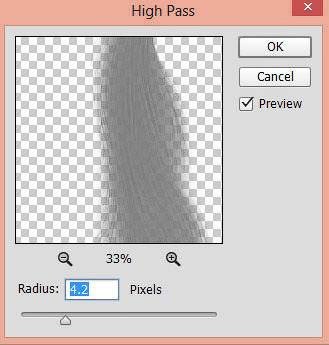 High Pass
OK
Cancel
Preview
33%
Radius: 4.2 Pixels